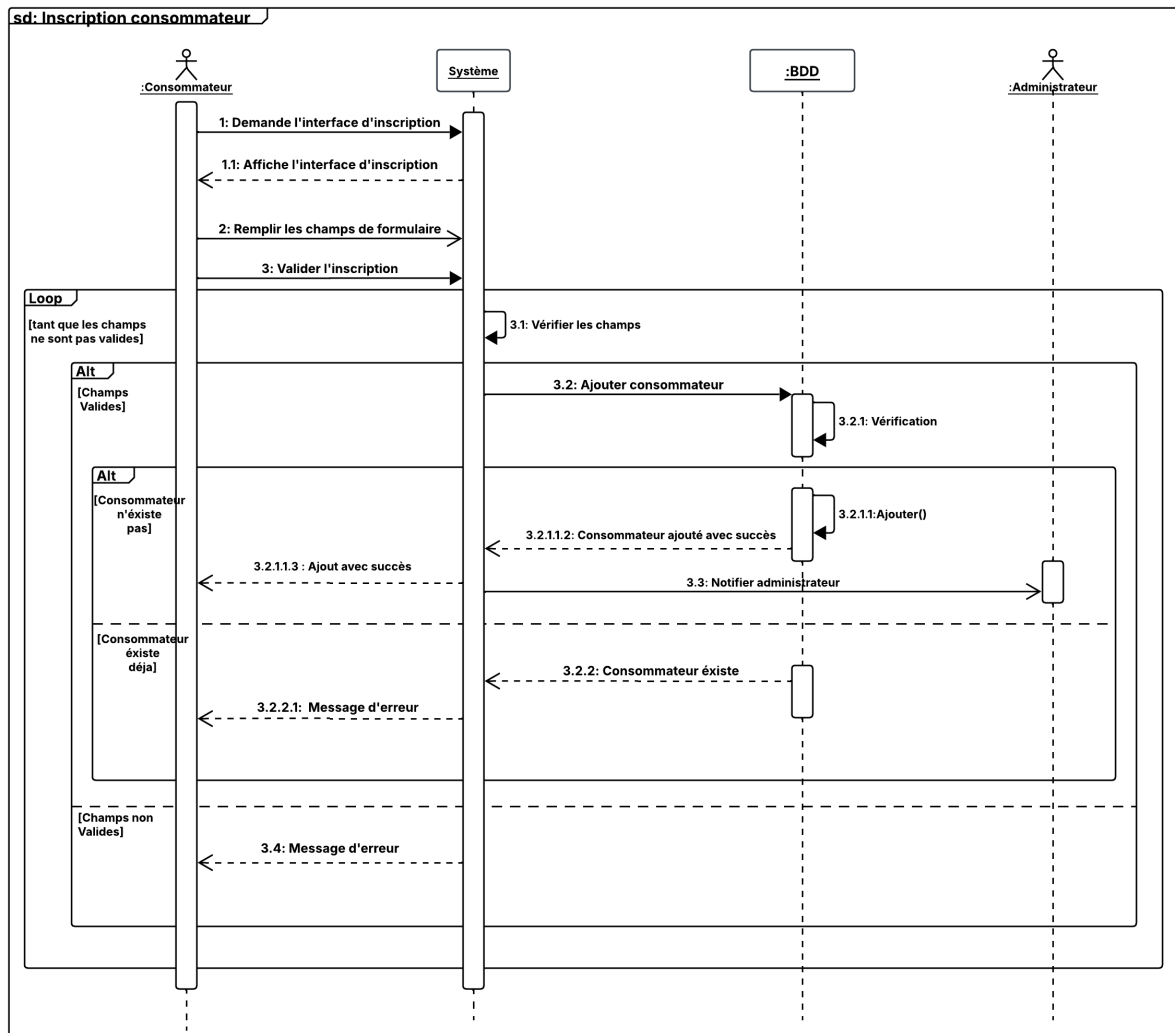 sd: Inscription consommateur
:Consommateur
Système
:BDD
:Administrateur
1: Demande l'interface d'inscription
1.1: Affiche l'interface d'inscription
2: Remplir les champs de formulaire
3: Valider l'inscription
Loop
[tant que les champs
ne sont pas valides]
3.1: Vérifier les champs
Alt
[Champs
Valides]
3.2: Ajouter consommateur
3.2.1: Vérification
Alt
[Consommateur
n'éxiste
pas]
3.2.1.1:Ajouter()
3.2.1.1.2: Consommateur ajouté avec succès
3.2.1.1.3 : Ajout avec succès
3.3: Notifier administrateur
[Consommateur
éxiste
déja]
3.2.2: Consommateur éxiste
3.2.2.1:  Message d'erreur
[Champs non
Valides]
3.4: Message d'erreur